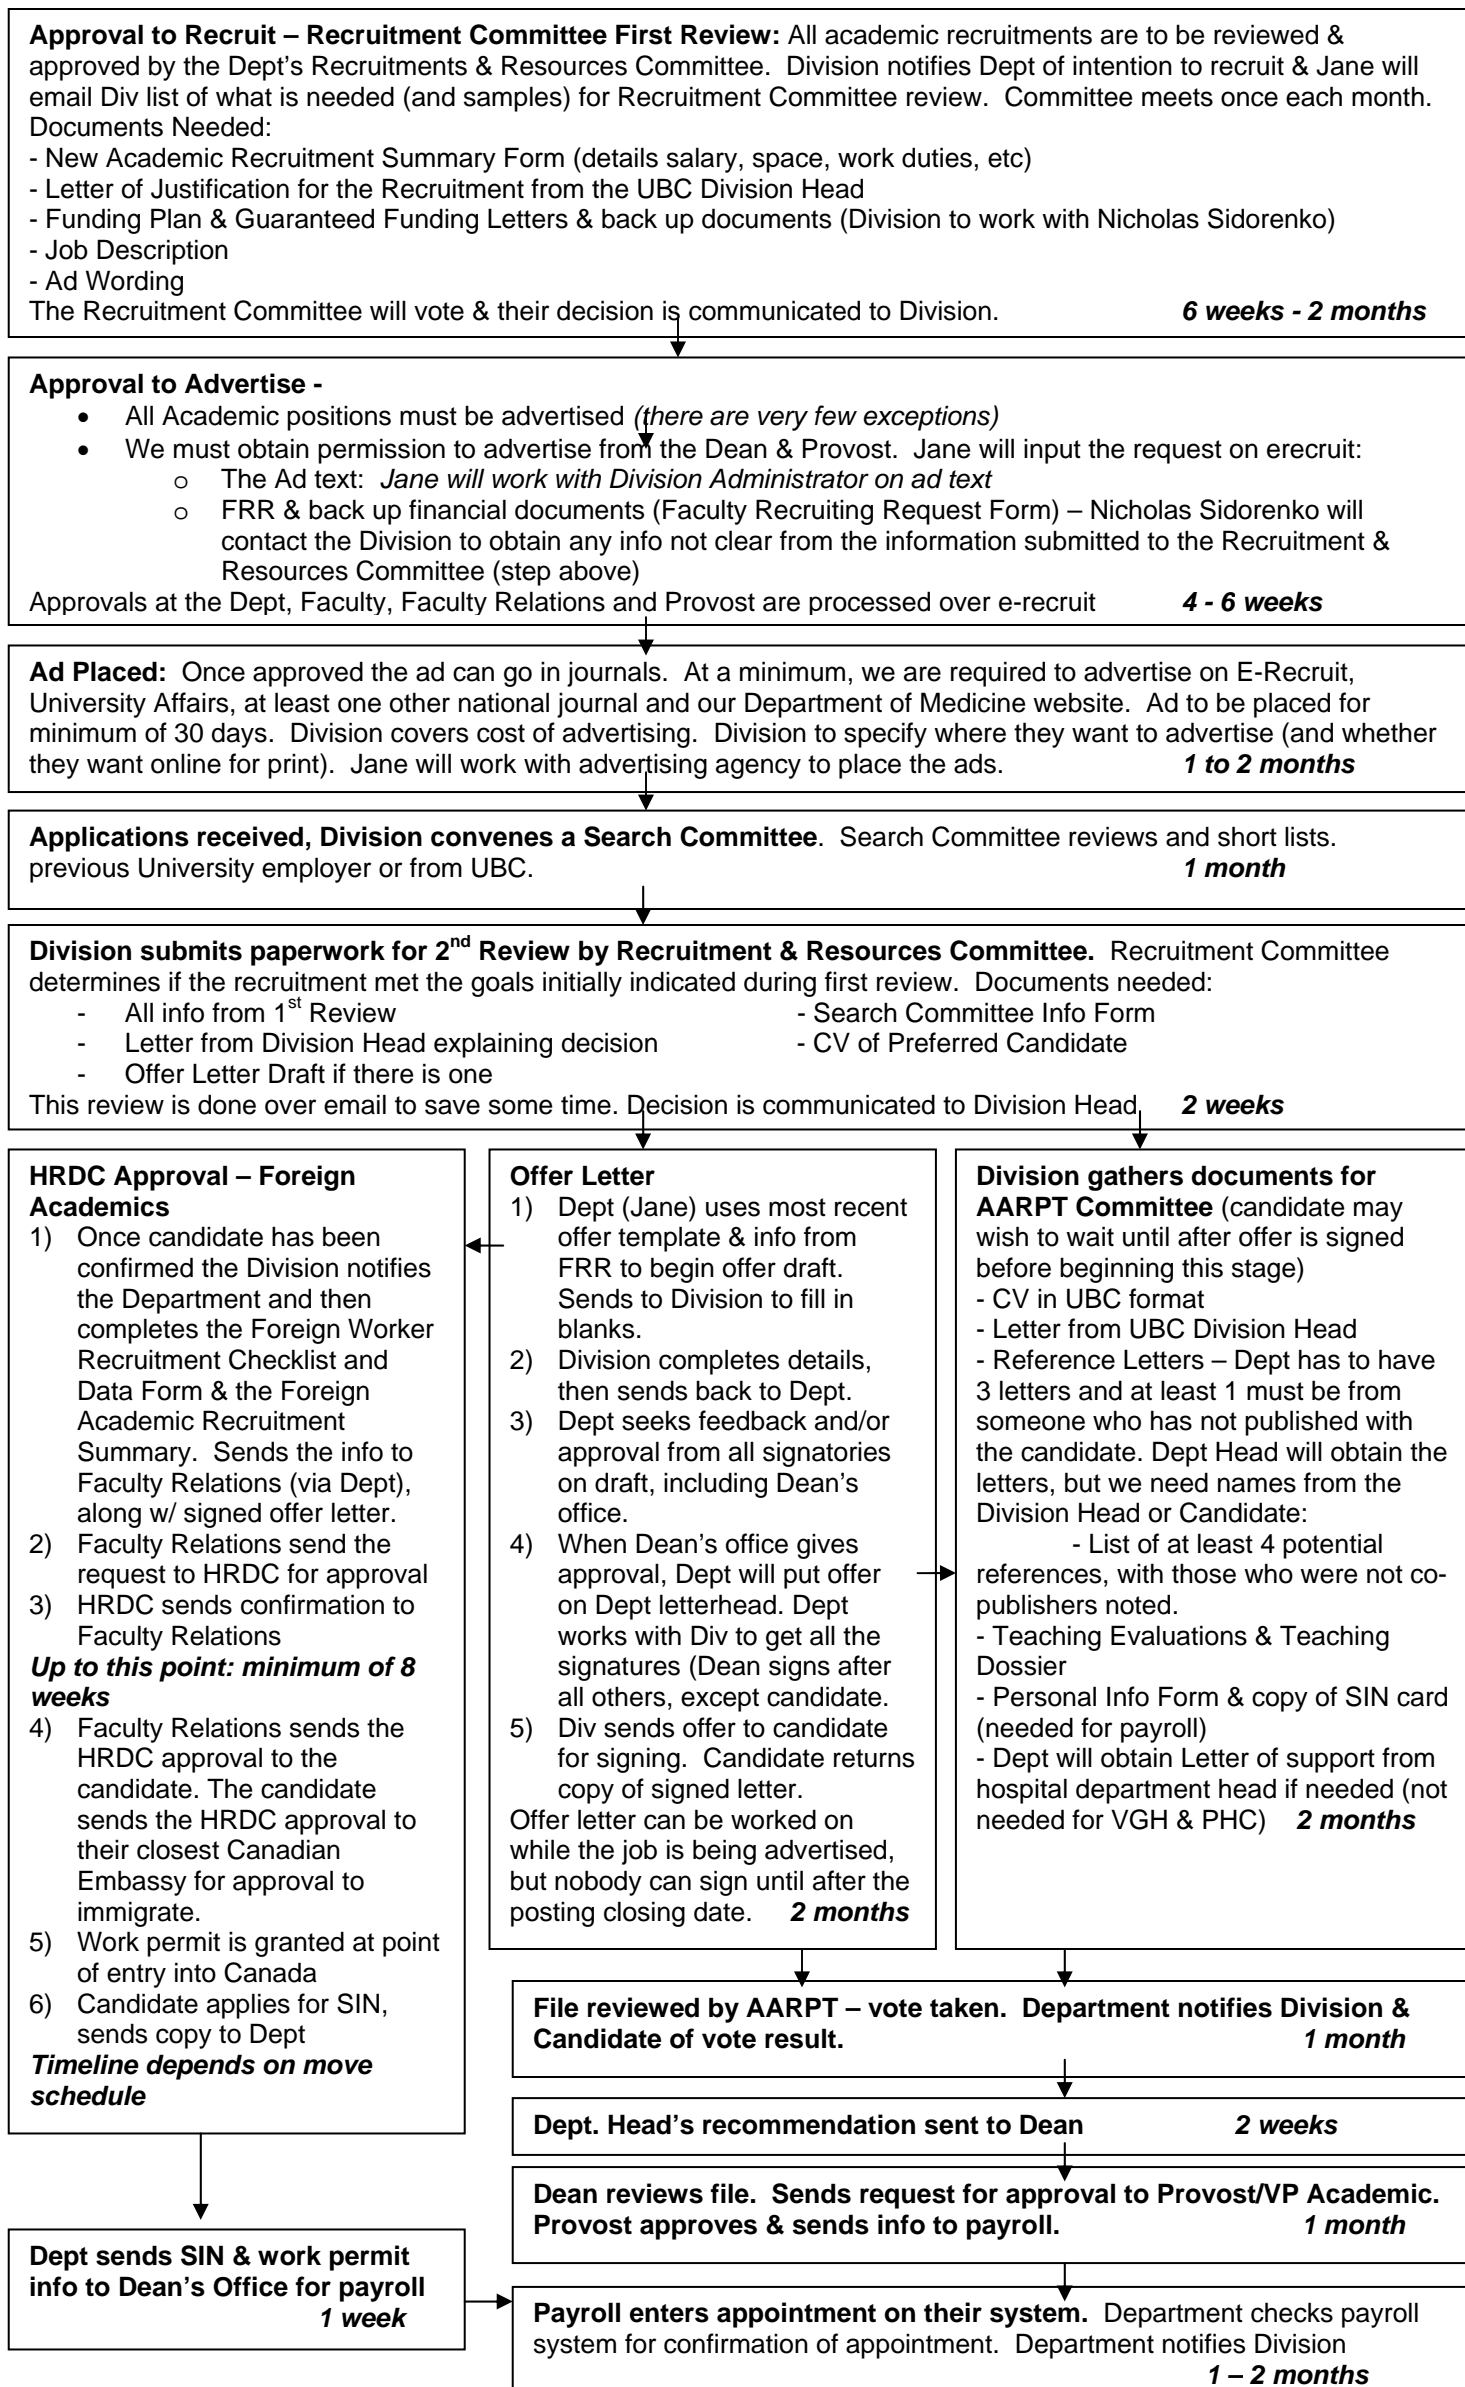 Approval to Recruit – Recruitment Committee First Review: All academic recruitments are to be reviewed &
approved by the Dept's Recruitments & Resources Committee. Division notifies Dept of intention to recruit & Jane will
email Div list of what is needed (and samples) for Recruitment Committee review. Committee meets once each month.
Documents Needed:
- New Academic Recruitment Summary Form (details salary, space, work duties, etc)
- Letter of Justification for the Recruitment from the UBC Division Head
- Funding Plan & Guaranteed Funding Letters & back up documents (Division to work with Nicholas Sidorenko)
- Job Description
- Ad Wording
The Recruitment Committee will vote & their decision is communicated to Division. 6 weeks - 2 months
Approval to Advertise -
• All Academic positions must be advertised (there are very few exceptions)
• We must obtain permission to advertise from the Dean & Provost. Jane will input the request on erecruit:
o The Ad text: Jane will work with Division Administrator on ad text
o FRR & back up financial documents (Faculty Recruiting Request Form) – Nicholas Sidorenko will
contact the Division to obtain any info not clear from the information submitted to the Recruitment &
Resources Committee (step above)
Approvals at the Dept, Faculty, Faculty Relations and Provost are processed over e-recruit 4 - 6 weeks
Ad Placed: Once approved the ad can go in journals. At a minimum, we are required to advertise on E-Recruit,
University Affairs, at least one other national journal and our Department of Medicine website. Ad to be placed for
minimum of 30 days. Division covers cost of advertising. Division to specify where they want to advertise (and whether
they want online for print). Jane will work with advertising agency to place the ads. 1 to 2 months
Applications received, Division convenes a Search Committee. Search Committee reviews and short lists.
previous University employer or from UBC. 1 month
Division submits paperwork for 2nd Review by Recruitment & Resources Committee. Recruitment Committee
determines if the recruitment met the goals initially indicated during first review. Documents needed:
- All info from 1st Review - Search Committee Info Form
- Letter from Division Head explaining decision - CV of Preferred Candidate
- Offer Letter Draft if there is one
This review is done over email to save some time. Decision is communicated to Division Head 2 weeks
HRDC Approval – Foreign
Academics
1) Once candidate has been
confirmed the Division notifies
the Department and then
completes the Foreign Worker
Recruitment Checklist and
Data Form & the Foreign
Academic Recruitment
Summary. Sends the info to
Faculty Relations (via Dept),
along w/ signed offer letter.
2) Faculty Relations send the
request to HRDC for approval
3) HRDC sends confirmation to
Faculty Relations
Up to this point: minimum of 8
weeks
4) Faculty Relations sends the
HRDC approval to the
candidate. The candidate
sends the HRDC approval to
their closest Canadian
Embassy for approval to
immigrate.
5) Work permit is granted at point
of entry into Canada
6) Candidate applies for SIN,
sends copy to Dept
Timeline depends on move
schedule
Offer Letter
1) Dept (Jane) uses most recent
offer template & info from
FRR to begin offer draft.
Sends to Division to fill in
blanks.
2) Division completes details,
then sends back to Dept.
3) Dept seeks feedback and/or
approval from all signatories
on draft, including Dean's
office.
4) When Dean's office gives
approval, Dept will put offer
on Dept letterhead. Dept
works with Div to get all the
signatures (Dean signs after
all others, except candidate.
5) Div sends offer to candidate
for signing. Candidate returns
copy of signed letter.
Offer letter can be worked on
while the job is being advertised,
but nobody can sign until after the
posting closing date. 2 months
Division gathers documents for
AARPT Committee (candidate may
wish to wait until after offer is signed
before beginning this stage)
- CV in UBC format
- Letter from UBC Division Head
- Reference Letters – Dept has to have
3 letters and at least 1 must be from
someone who has not published with
the candidate. Dept Head will obtain the
letters, but we need names from the
Division Head or Candidate:
- List of at least 4 potential
references, with those who were not co-
publishers noted.
- Teaching Evaluations & Teaching
Dossier
- Personal Info Form & copy of SIN card
(needed for payroll)
- Dept will obtain Letter of support from
hospital department head if needed (not
needed for VGH & PHC) 2 months
File reviewed by AARPT – vote taken. Department notifies Division &
Candidate of vote result. 1 month
Dept. Head's recommendation sent to Dean 2 weeks
Dean reviews file. Sends request for approval to Provost/VP Academic.
Provost approves & sends info to payroll. 1 month
Dept sends SIN & work permit
info to Dean's Office for payroll
1 week
Payroll enters appointment on their system. Department checks payroll
system for confirmation of appointment. Department notifies Division
1 – 2 months